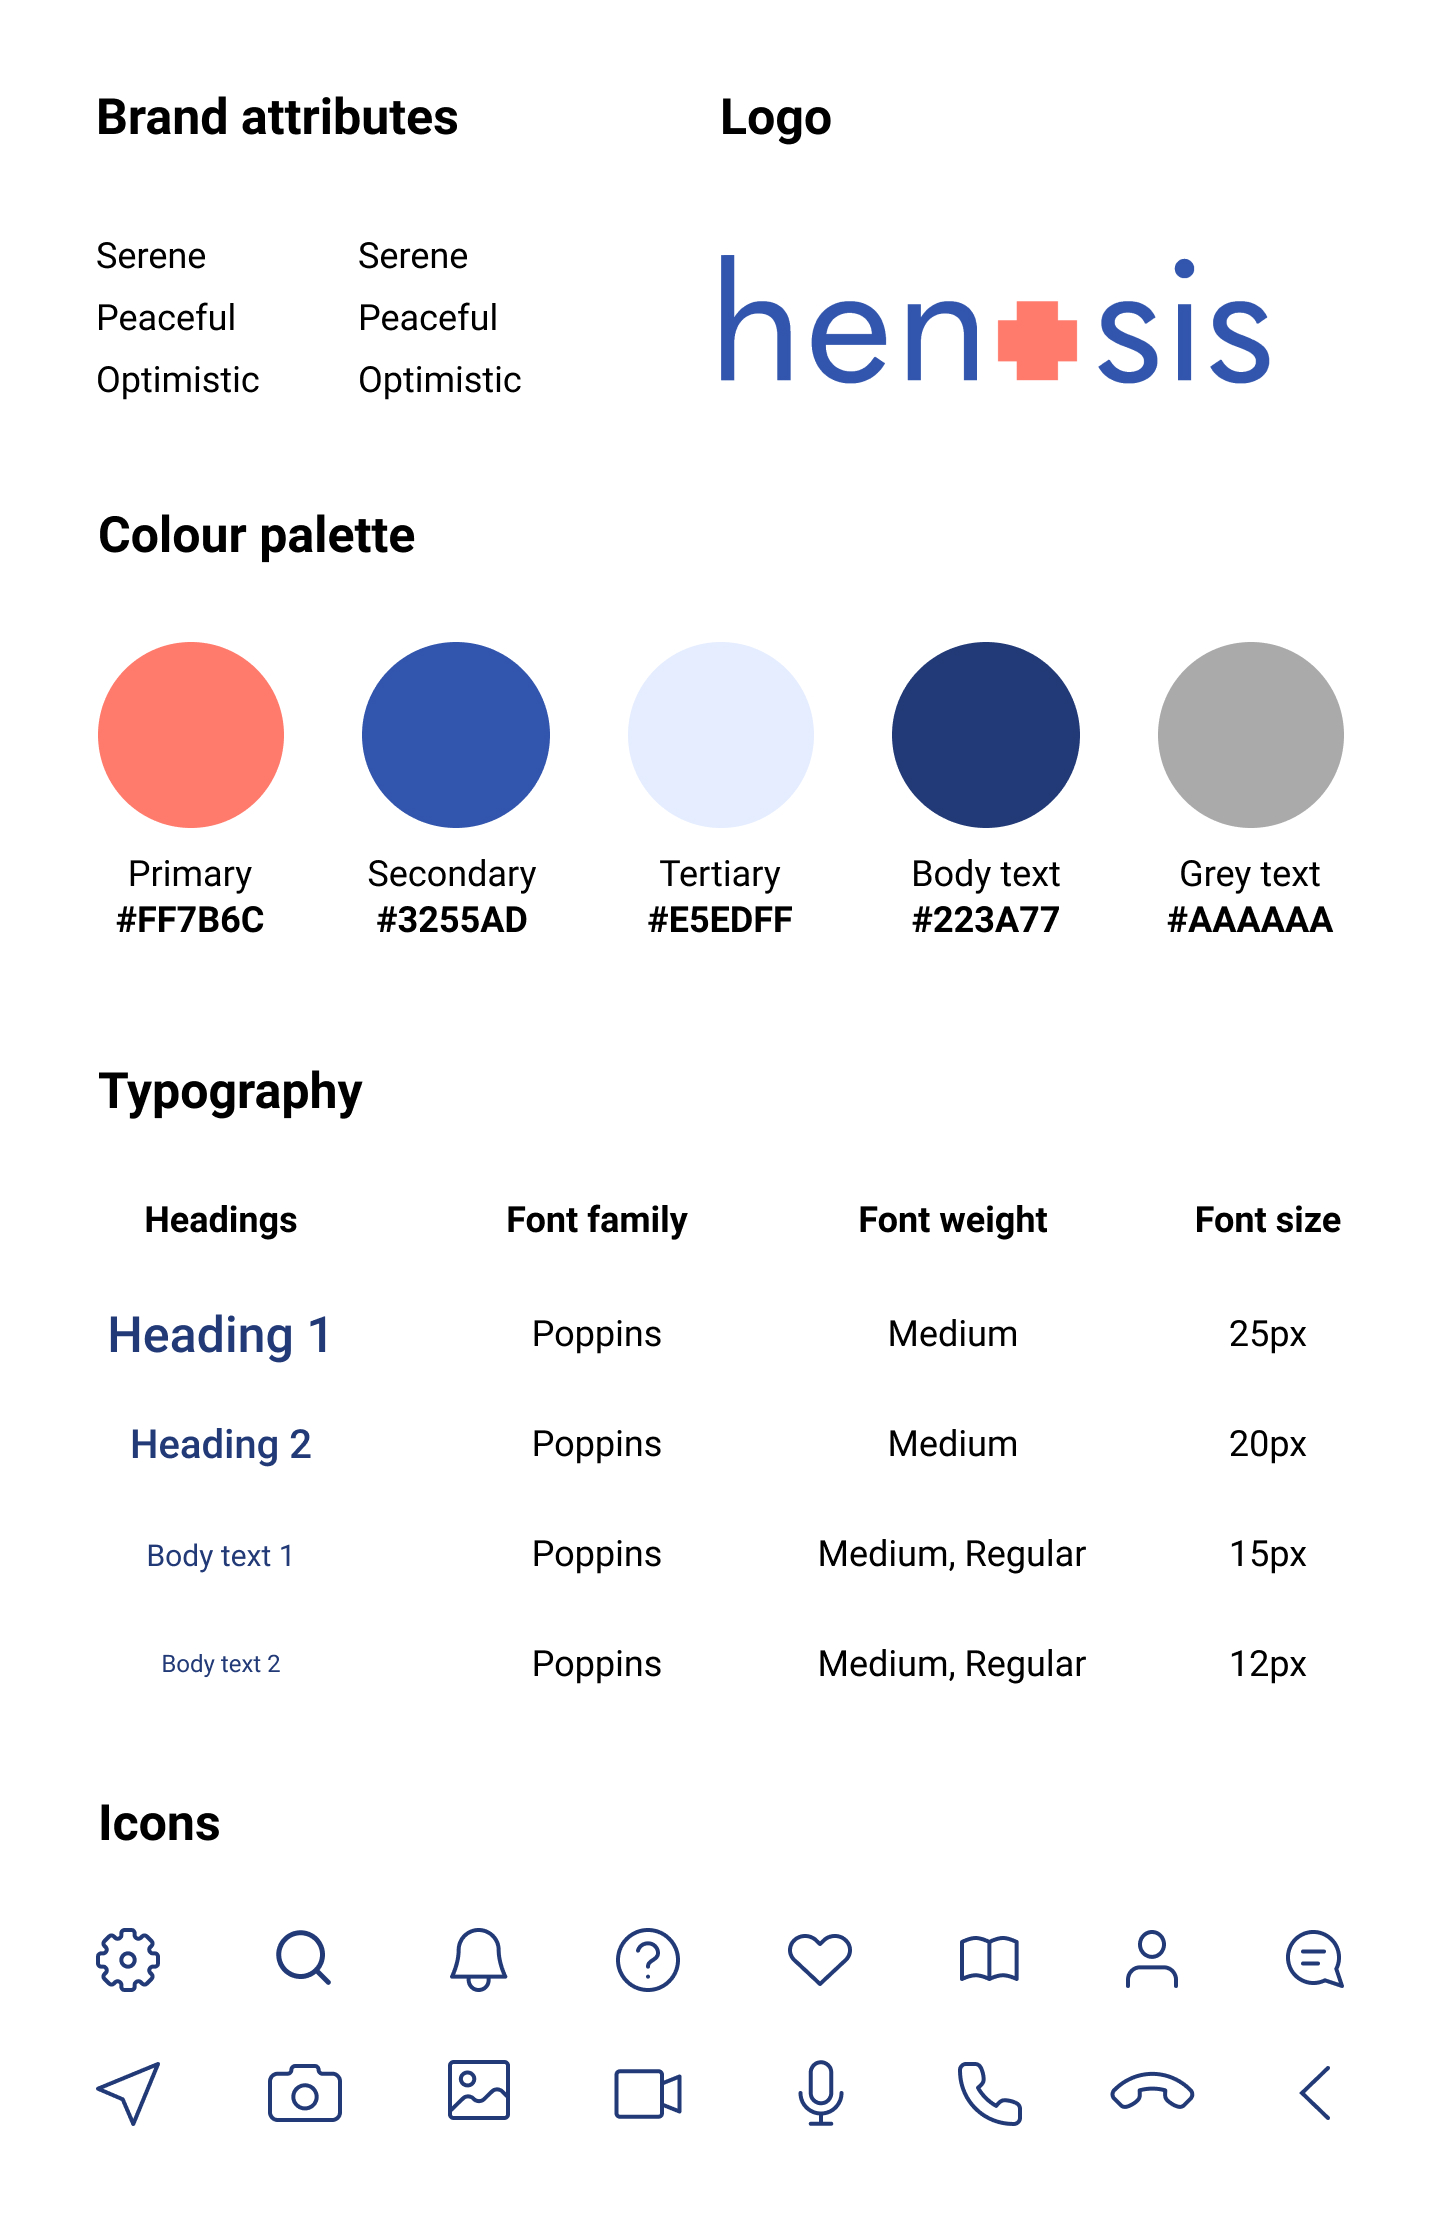 Brand attributes
Logo
Serene
Peaceful
Optimistic
Serene
Peaceful
Optimistic
hen sis
Colour palette
Primary
#FF7B6C
Secondary
#3255AD
Tertiary
#E5EDFF
Body text
#223A77
Grey text
#AAAAAA
Typography
Headings Font family Font weight Font size
Heading 1 Poppins Medium 25px
Heading 2 Poppins Medium 20px
Body text 1 Poppins Medium, Regular 15px
Body text 2 Poppins Medium, Regular 12px
Icons